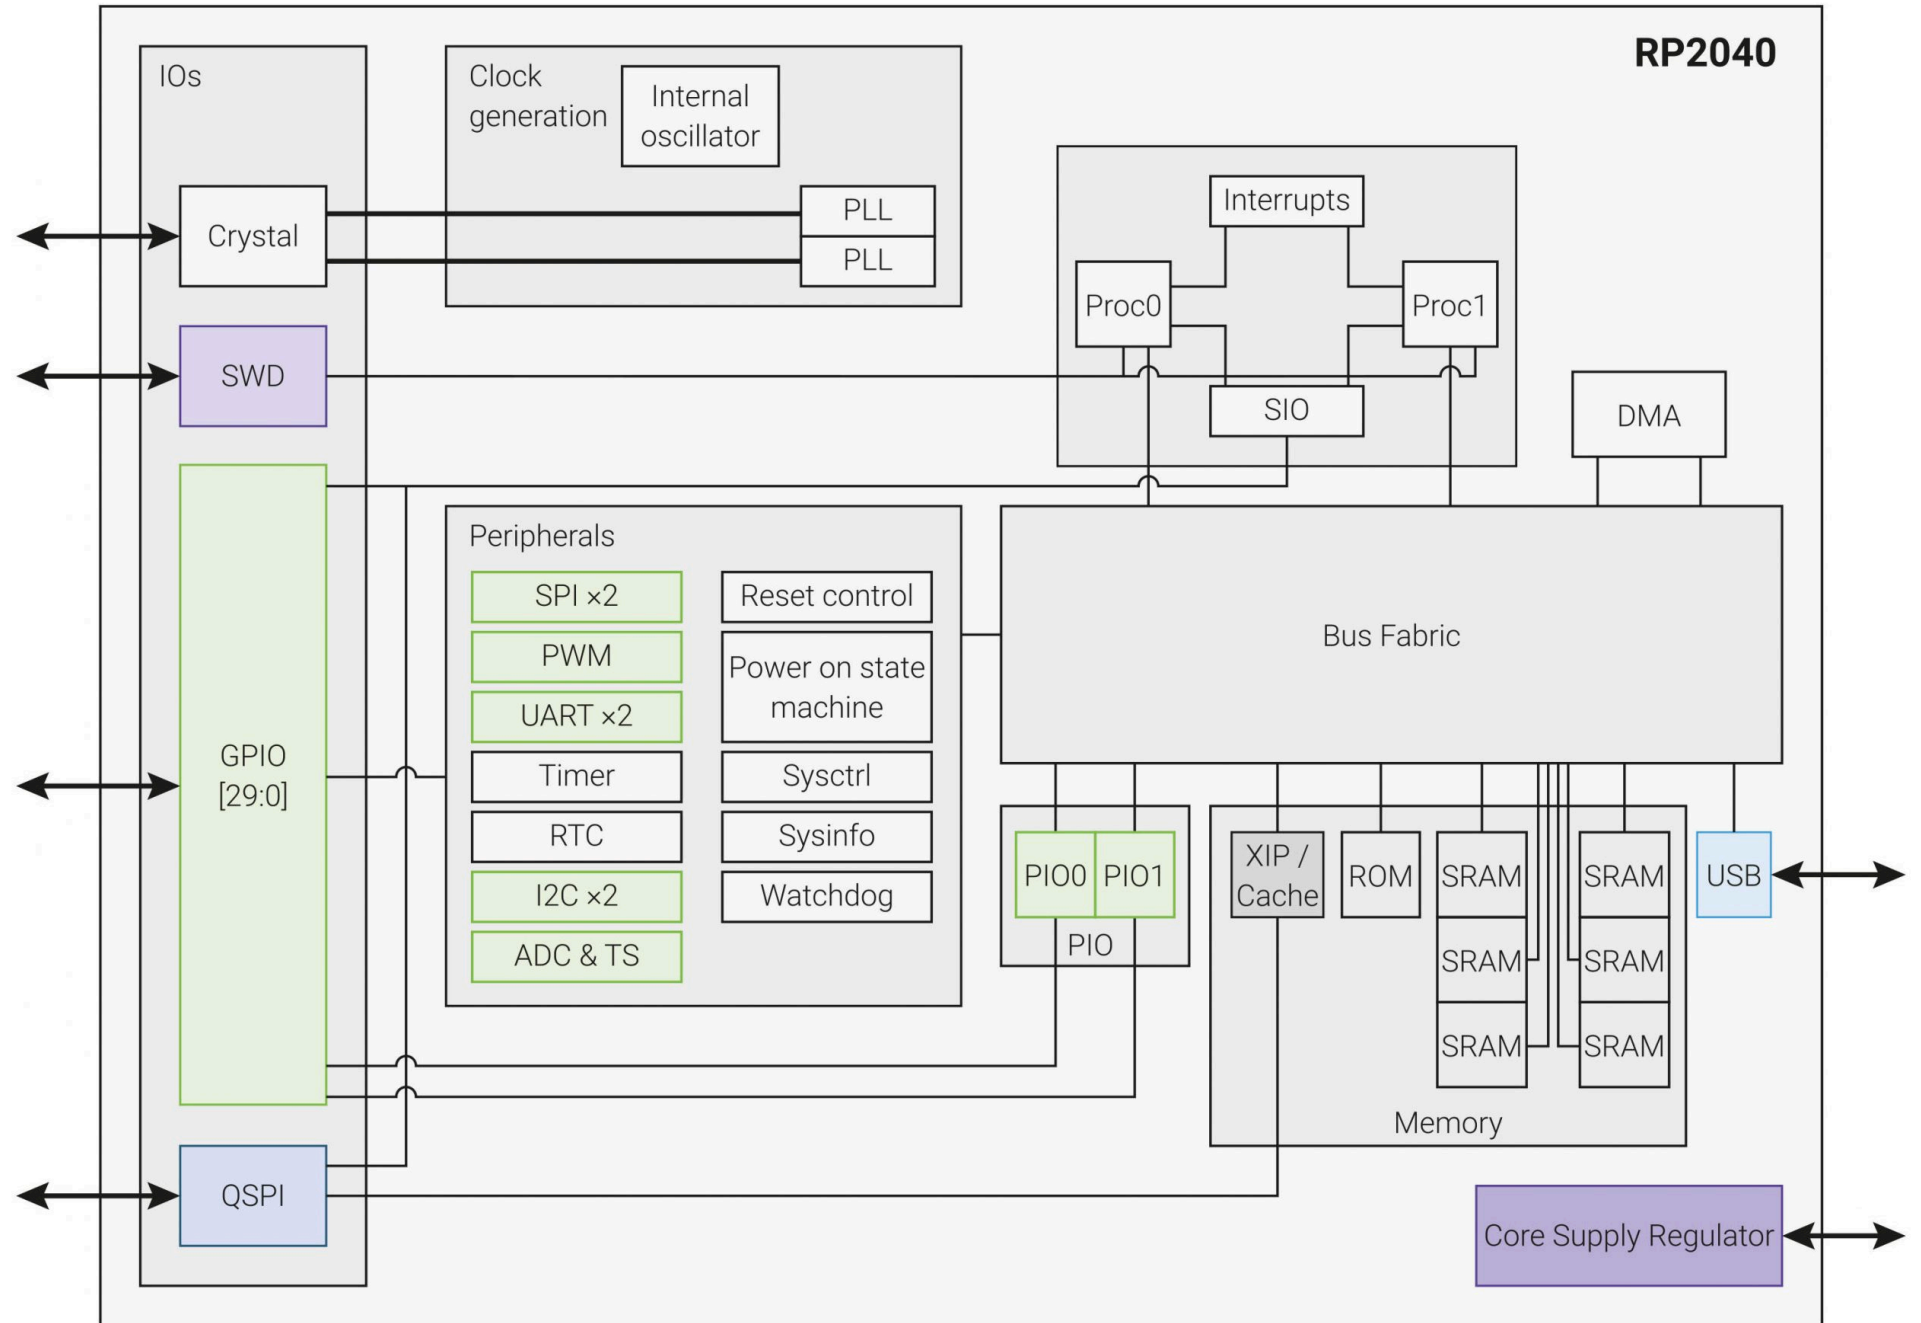 RP2040
IOs
Crystal
SWD
GPIO
[29:0]
QSPI
Clock
generation
Internal
oscillator
PLL
PLL
Interrupts
Proc0
Proc1
SIO
DMA
Peripherals
SPI ×2
PWM
UART ×2
Timer
RTC
I2C ×2
ADC & TS
Reset control
Power on state
machine
Sysctrl
Sysinfo
Watchdog
Bus Fabric
PIO0
PIO1
PIO
XIP /
Cache
ROM
SRAM
SRAM
SRAM
SRAM
SRAM
SRAM
Memory
USB
Core Supply Regulator